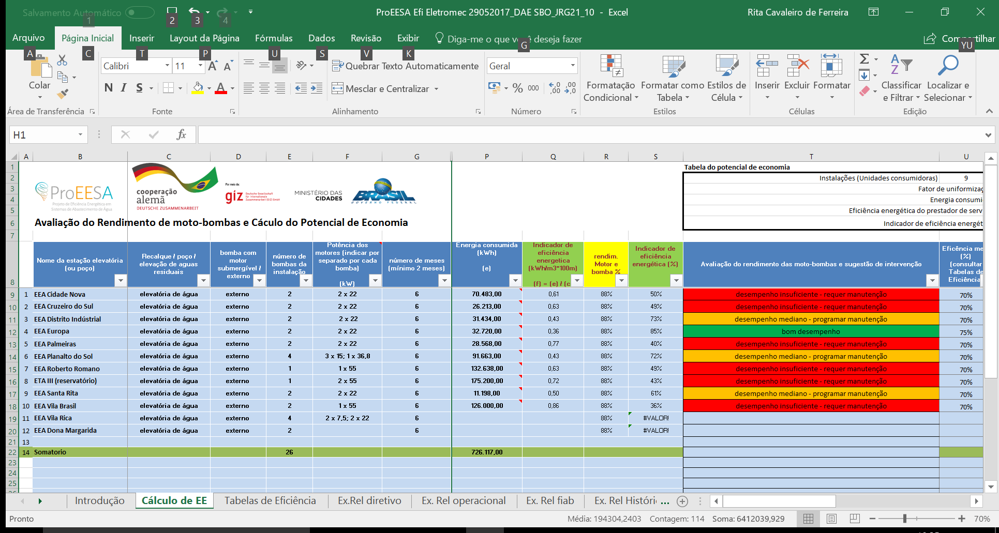 Salvamento Automático
ProEESA Efi Eletromec 29052017_DAE SBO_JRG21_10 - Excel
Rita Cavaleiro de Ferreira
1 2 3 4
Arquivo Página Inicial Inserir Layout da Página Fórmulas Dados Revisão Exibir Diga-me o que você deseja fazer Compartilhar
A C T P U S V K G YU
Colar
Calibri 11
Quebrar Texto Automaticamente
Geral
N I S
Mesclar e Centralizar
% 000
Formatação Condicional
Formatar como Tabela
Estilos de Célula
Inserir Excluir Formatar
Classificar e Filtrar
Localizar e Selecionar
Área de Transferência Fonte Alinhamento Número Estilos Células Edição
H1 fx
A B C D E F G P Q R S T U
1 Tabela do potencial de economia
2 Instalações (Unidades consumidoras) 9
3 Fator de uniformizaç
4 Energia consumi
5 Eficiência energética do prestador de serv
6 Avaliação do Rendimento de moto-bombas e Cáculo do Potencial de Economia Indicador de eficiência energét
7
ProEESA
Projeto de Eficiência Energética em
Sistemas de Abastecimento de Água
cooperação
alemã
DEUTSCHE ZUSAMMENARBEIT
Por meio da:
giz Deutsche Gesellschaft
für Internationale
Zusammenarbeit (GIZ) GmbH
MINISTÉRIO DAS
CIDADES
BRASIL
GOVERNO FEDERAL
8
Nome da estação elevatória (ou poço)
Recalque / poço / elevação de aguas residuais
bomba com motor submergível / externo
número de bombas da instalação
Potência dos motores (indicar por separado por cada bomba) (kW)
número de meses (mínimo 2 meses)
Energia consumida (kWh) (e)
Indicador de eficiência energetica (kWh/m3*100m) (f) = (e) / (c
rendim. Motor e bomba %
Indicador de eficiência energética (%)
Avaliação do rendimento das moto-bombas e sugestão de intervenção
Eficência me (%) (consultar Tabelas de Eficiência
9 1 EEA Cidade Nova elevatória de água externo 2 2 x 22 6 70.483,00 0,61 88% 50% desempenho insuficiente - requer manutenção 70%
10 2 EEA Cruzeiro do Sul elevatória de água externo 2 2 x 22 6 26.213,00 0,63 88% 49% desempenho insuficiente - requer manutenção 70%
11 3 EEA Distrito Indústrial elevatória de água externo 2 2 x 22 6 31.434,00 0,43 88% 73% desempenho mediano - programar manutenção 70%
12 4 EEA Europa elevatória de água externo 2 2 x 22 6 32.720,00 0,36 88% 85% bom desempenho 75%
13 5 EEA Palmeiras elevatória de água externo 2 2 x 22 6 28.568,00 0,77 88% 40% desempenho insuficiente - requer manutenção 70%
14 6 EEA Planalto do Sol elevatória de água externo 4 3 x 15; 1 x 36,8 6 91.663,00 0,43 88% 72% desempenho mediano - programar manutenção 70%
15 7 EEA Roberto Romano elevatória de água externo 1 1 x 55 6 132.638,00 0,63 88% 49% desempenho insuficiente - requer manutenção 70%
16 8 ETA III (reservatório) elevatória de água externo 1 2 x 55 6 175.200,00 0,72 88% 43% desempenho insuficiente - requer manutenção 70%
17 9 EEA Santa Rita elevatória de água externo 2 2 x 22 6 11.198,00 0,50 88% 61% desempenho mediano - programar manutenção 70%
18 10 EEA Vila Brasil elevatória de água externo 2 1 x 55 6 126.000,00 0,86 88% 36% desempenho insuficiente - requer manutenção 70%
19 11 EEA Vila Rica elevatória de água externo 4 2 x 7,5; 2 x 22 6 88% #VALOR!
20 12 EEA Dona Margarida elevatória de água externo 2 6 88% #VALOR!
21 13
22 14 Somatorio 26 726.117,00
23
24
25
Introdução Cálculo de EE Tabelas de Eficiência Ex.Rel diretivo Ex. Rel operacional Ex. Rel fiab Ex. Rel Históri ...
Pronto Média: 194304,2403 Contagem: 114 Soma: 6412039,929 70%